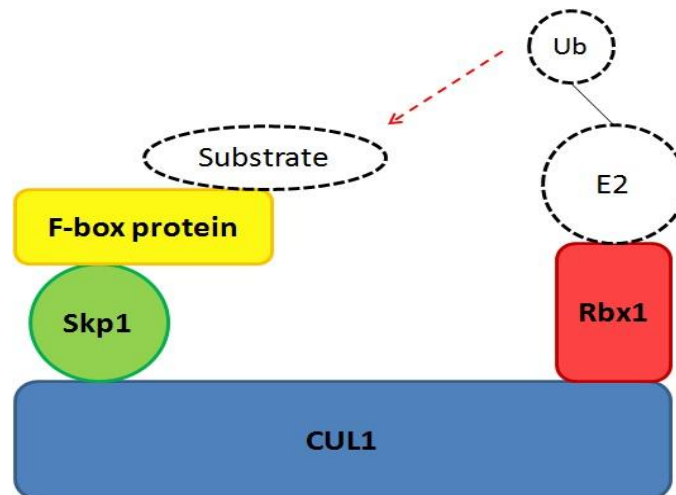 Ub
Substrate
E2
F-box protein
Skp1
Rbx1
CUL1